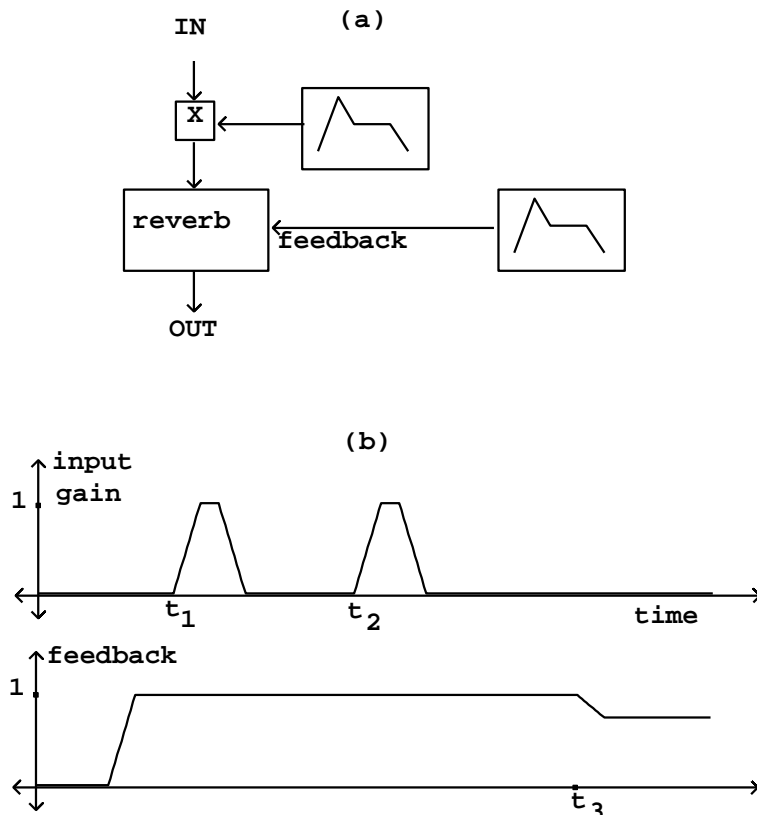 (a)
IN
X
reverb
feedback
OUT
(b)
input
gain
1
t1
t2
time
feedback
1
t3